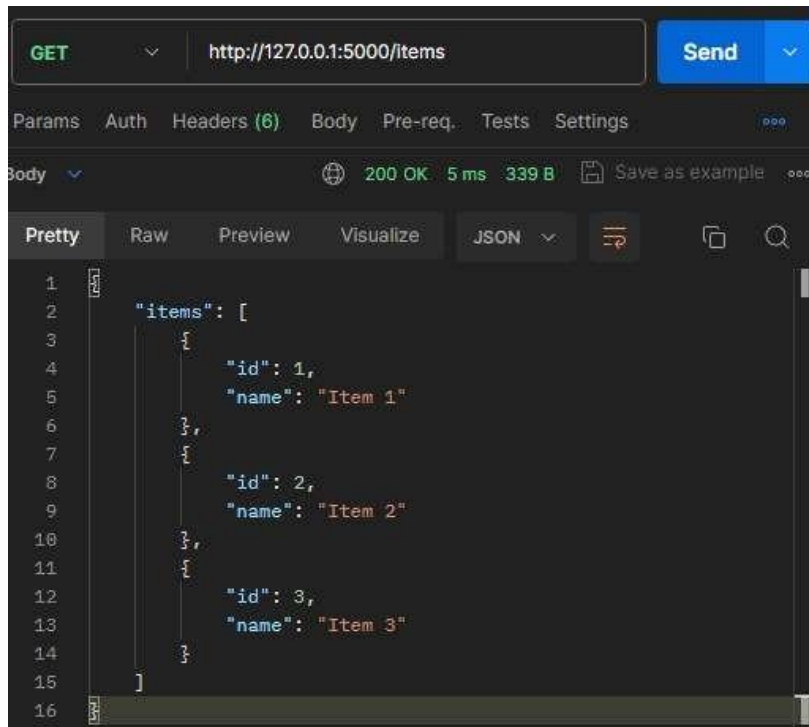 GET http://127.0.0.1:5000/items Send
Params Auth Headers (6) Body Pre-req. Tests Settings
Body 200 OK 5 ms 339 B Save as example
Pretty Raw Preview Visualize JSON
1 {
2 "items": [
3 {
4 "id": 1,
5 "name": "Item 1"
6 },
7 {
8 "id": 2,
9 "name": "Item 2"
10 },
11 {
12 "id": 3,
13 "name": "Item 3"
14 }
15 ]
16 }